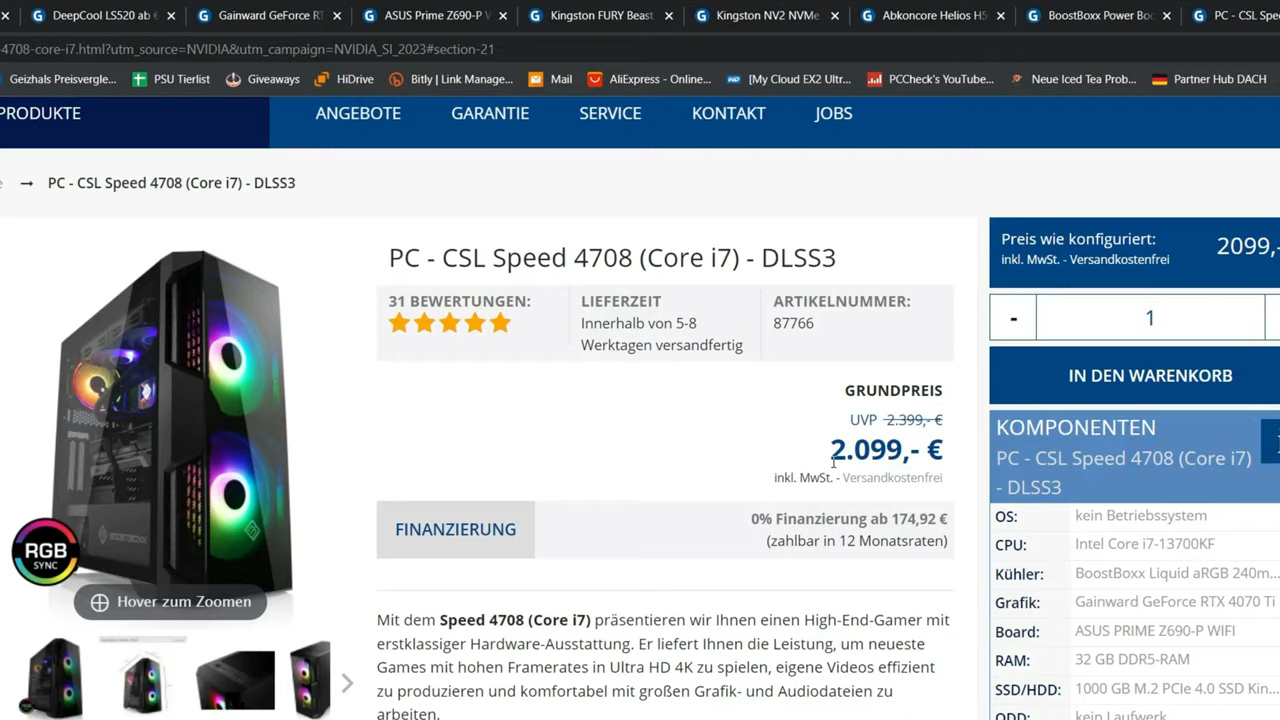 DeepCool LS520 ab €
Gainward GeForce RT
ASUS Prime Z690-P W
Kingston FURY Beast
Kingston NV2 NVMe
Abkoncore Helios H5
BoostBoxx Power Bo
PC - CSL Spe
-4708-core-i7.html?utm_source=NVIDIA&utm_campaign=NVIDIA_SI_2023#section-21
Geizhals Preisvergle...
PSU Tierlist
Giveaways
HiDrive
Bitly | Link Manage...
Mail
AliExpress - Online...
[My Cloud EX2 Ultr...
PCCheck's YouTube...
Neue Iced Tea Prob...
Partner Hub DACH
PRODUKTE
ANGEBOTE
GARANTIE
SERVICE
KONTAKT
JOBS
e → PC - CSL Speed 4708 (Core i7) - DLSS3
PC - CSL Speed 4708 (Core i7) - DLSS3
31 BEWERTUNGEN:
LIEFERZEIT
Innerhalb von 5-8
Werktagen versandfertig
ARTIKELNUMMER:
87766
GRUNDPREIS
UVP 2.399,- €
2.099,- €
inkl. MwSt. - Versandkostenfrei
FINANZIERUNG
0% Finanzierung ab 174,92 €
(zahlbar in 12 Monatsraten)
Mit dem Speed 4708 (Core i7) präsentieren wir Ihnen einen High-End-Gamer mit
erstklassiger Hardware-Ausstattung. Er liefert Ihnen die Leistung, um neueste
Games mit hohen Framerates in Ultra HD 4K zu spielen, eigene Videos effizient
zu produzieren und komfortabel mit großen Grafik- und Audiodateien zu
arbeiten.
BOOSTBOXX
RGB
SYNC
Hover zum Zoomen
Preis wie konfiguriert:
2099,-
inkl. MwSt. - Versandkostenfrei
- 1
IN DEN WARENKORB
KOMPONENTEN
PC - CSL Speed 4708 (Core i7)
- DLSS3
OS: kein Betriebssystem
CPU: Intel Core i7-13700KF
Kühler: BoostBoxx Liquid aRGB 240m...
Grafik: Gainward GeForce RTX 4070 Ti
Board: ASUS PRIME Z690-P WIFI
RAM: 32 GB DDR5-RAM
SSD/HDD: 1000 GB M.2 PCIe 4.0 SSD Kin...
ODD: kein Laufwerk